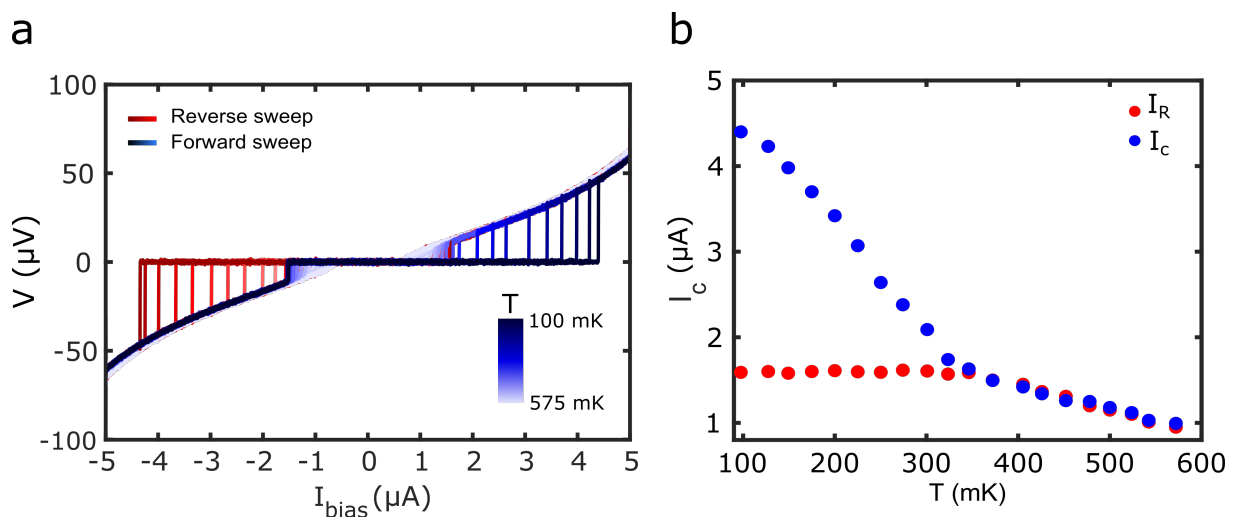 a
100
50
0
-50
-100
V (μV)
Reverse sweep
Forward sweep
T
100 mK
575 mK
-5 -4 -3 -2 -1 0 1 2 3 4 5
I_bias (μA)
b
5
4
3
2
1
I_c (μA)
I_R
I_c
100 200 300 400 500 600
T (mK)